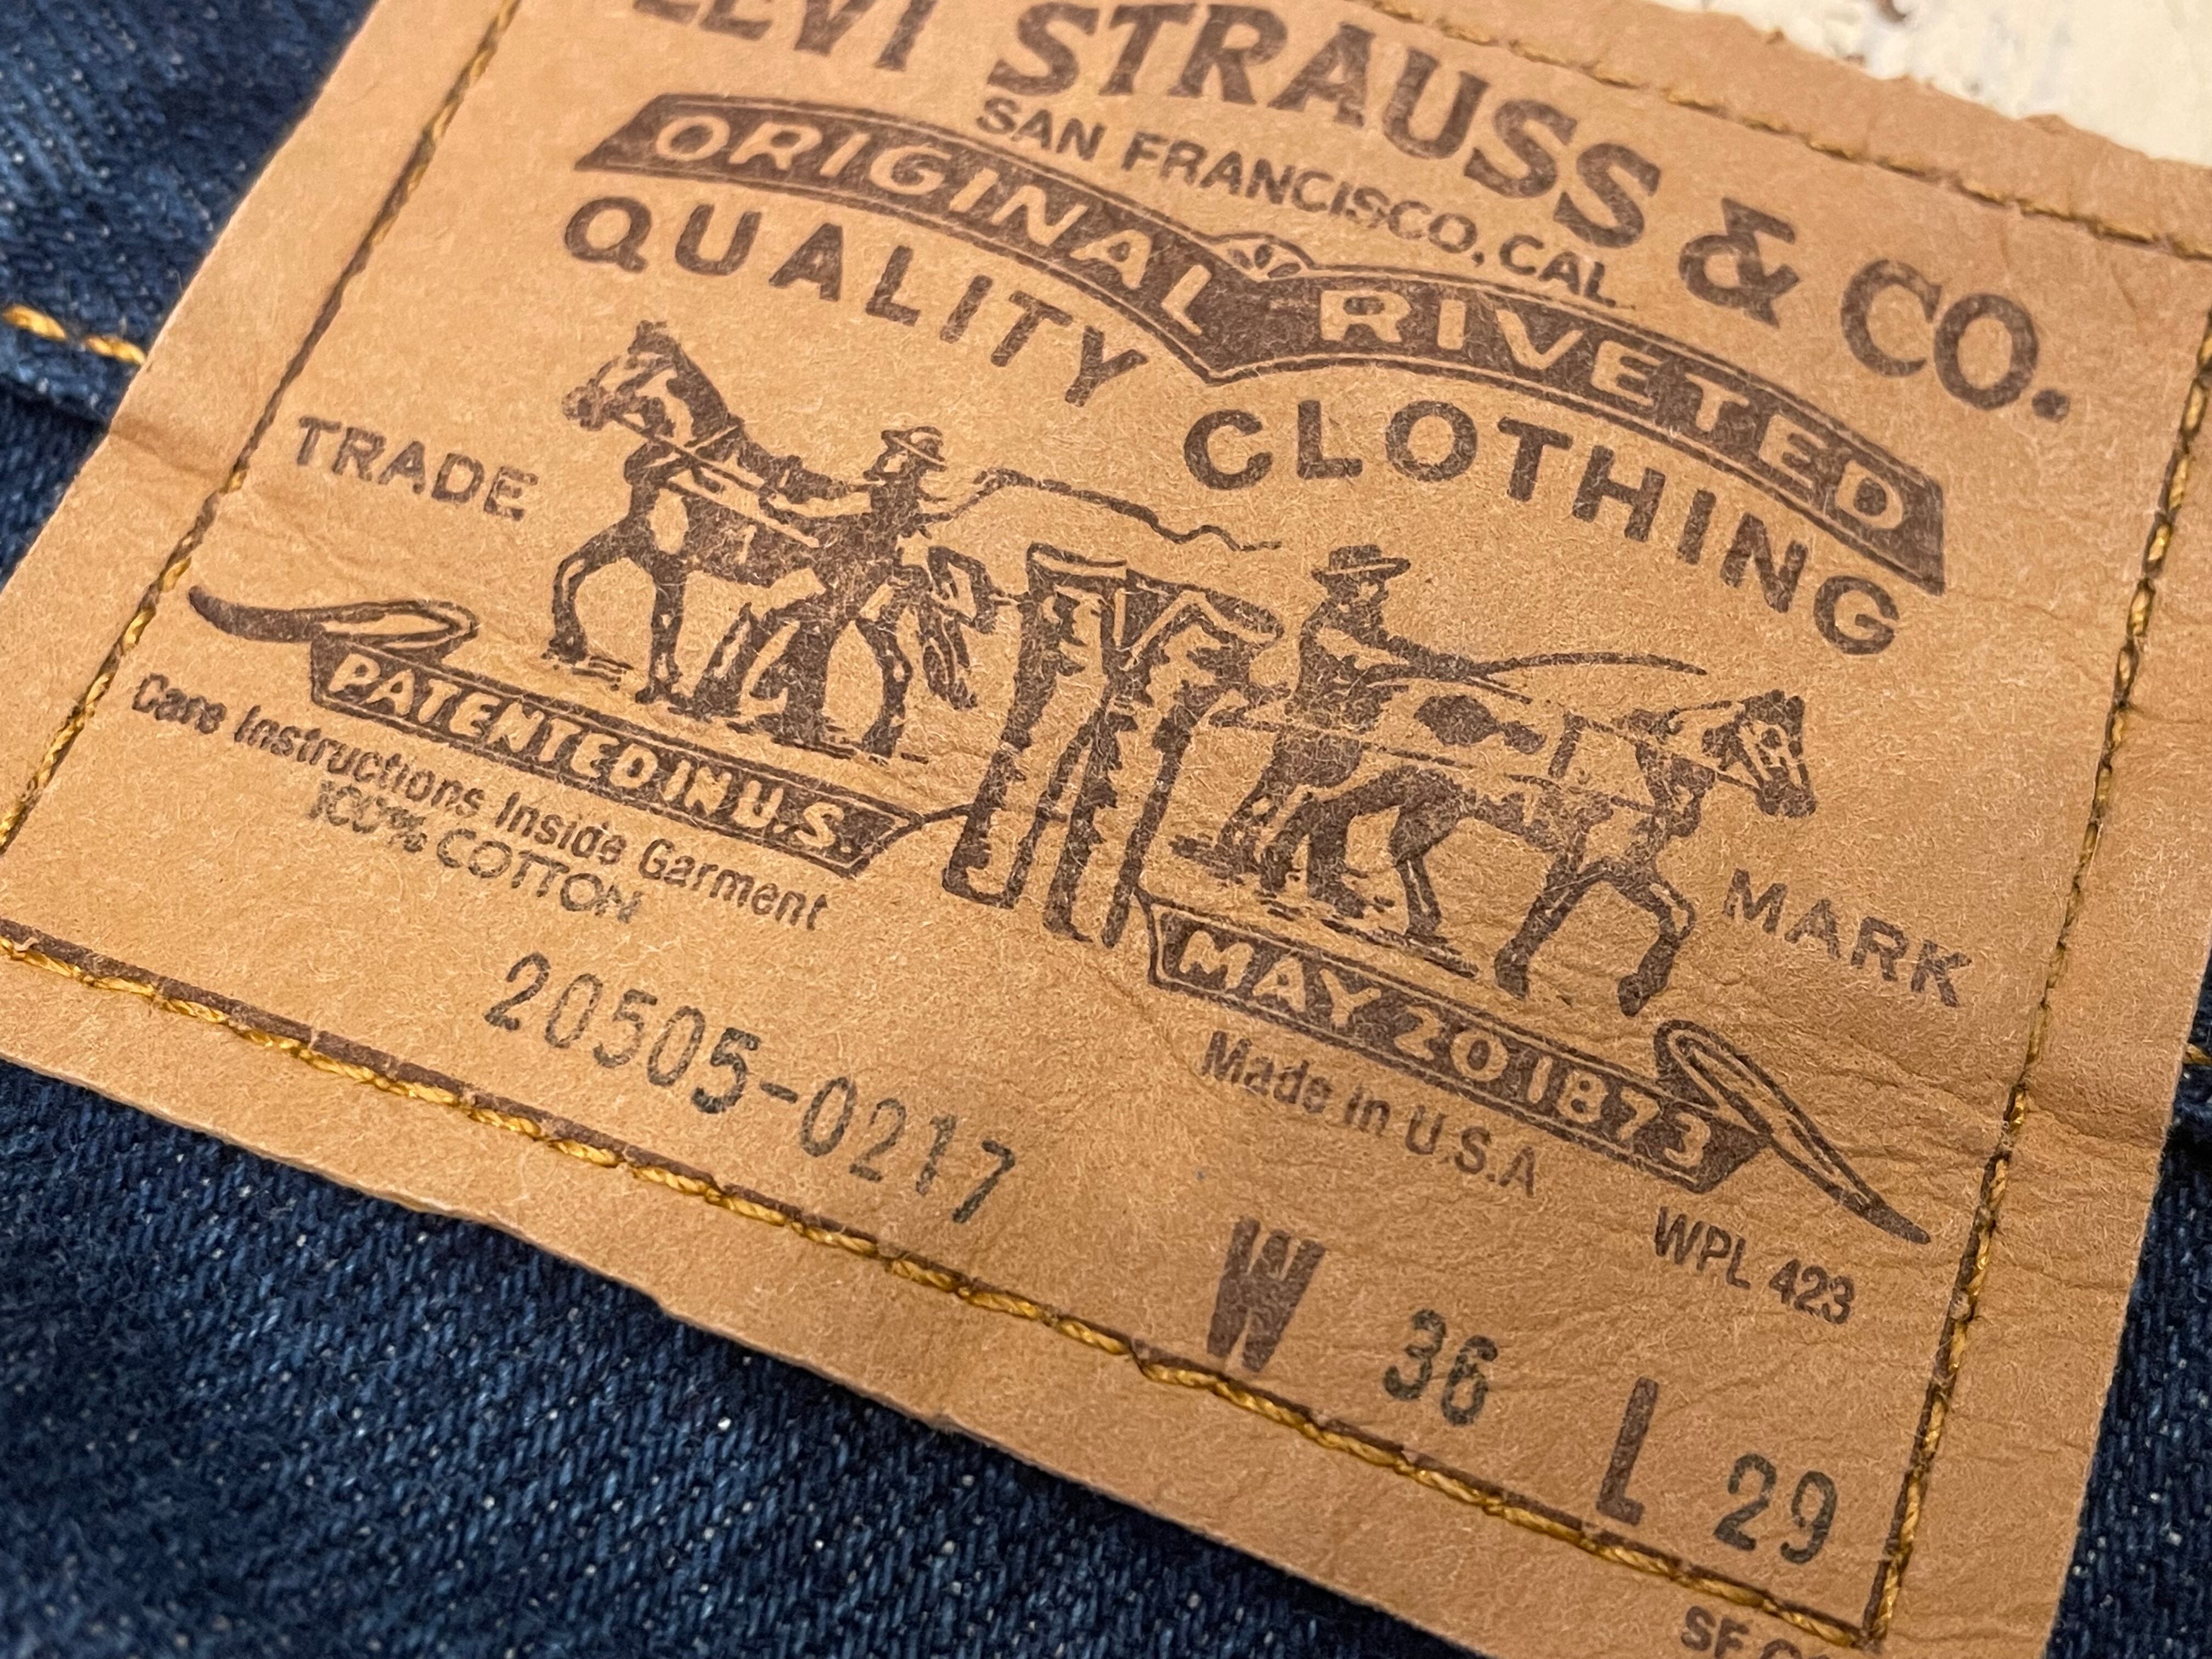 LEVI STRAUSS & CO.
SAN FRANCISCO, CAL.
ORIGINAL RIVETED
QUALITY CLOTHING
TRADE MARK
PATENTED IN U.S. MAY 20 1873
Care Instructions Inside Garment
100% COTTON
Made in U.S.A
WPL 423
20505-0217
W 36 L 29
SF